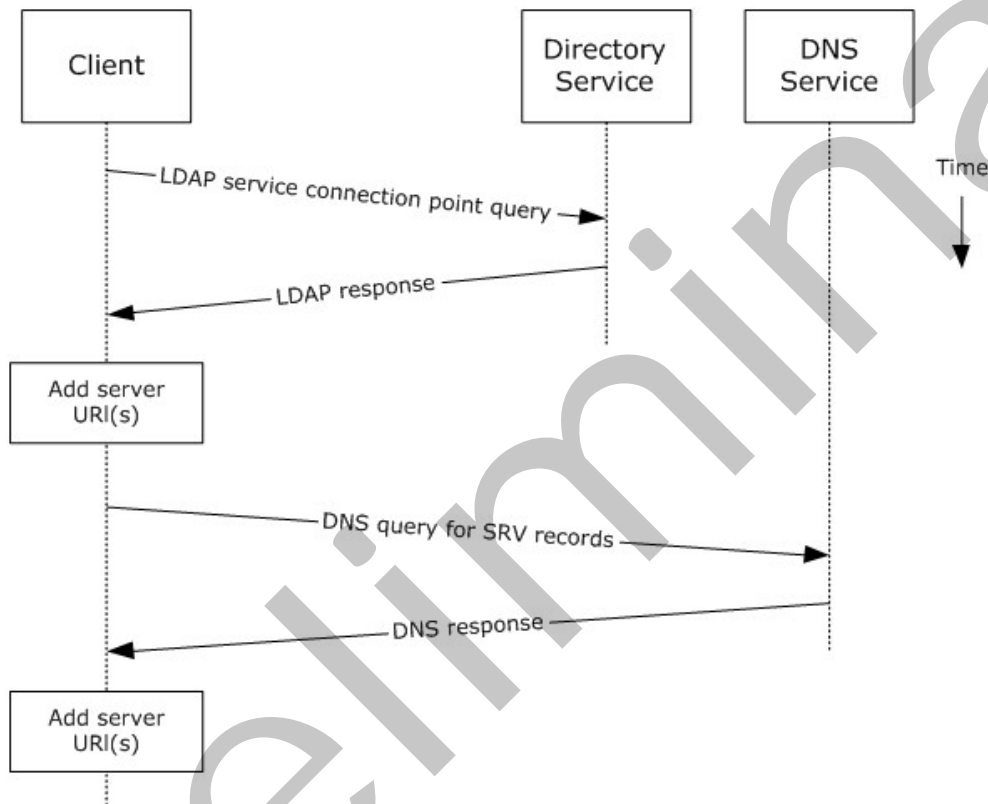 Client
Directory
Service
DNS
Service
Time
LDAP service connection point query
LDAP response
Add server
URI(s)
DNS query for SRV records
DNS response
Add server
URI(s)